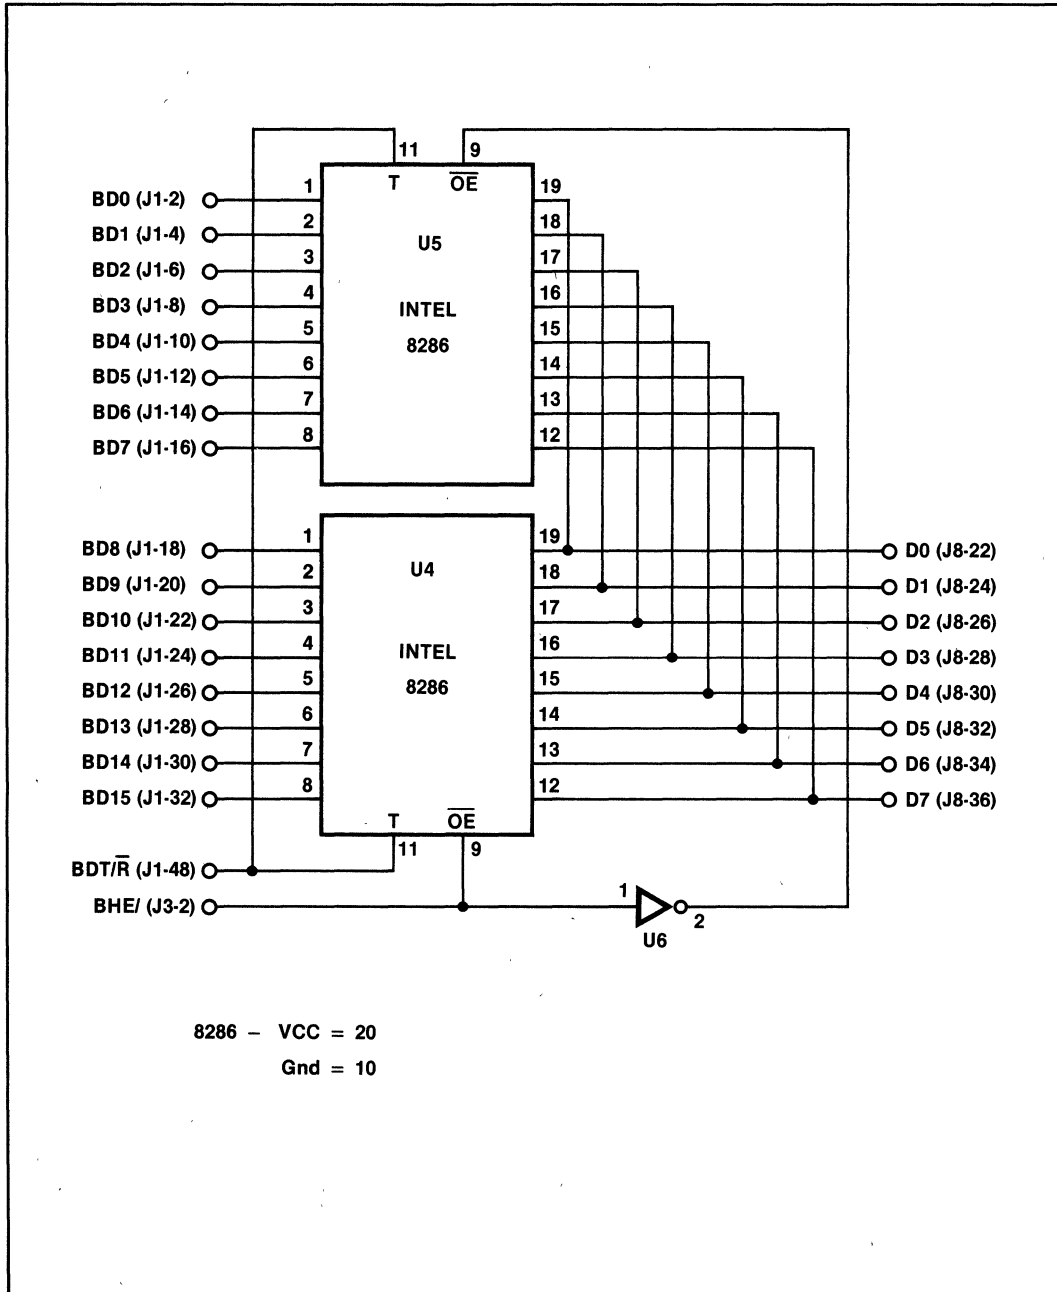 11 9
T O̅E̅
BD0 (J1-2) 1 19
BD1 (J1-4) 2 18
U5
BD2 (J1-6) 3 17
BD3 (J1-8) 4 INTEL 16
BD4 (J1-10) 5 8286 15
BD5 (J1-12) 6 14
BD6 (J1-14) 7 13
BD7 (J1-16) 8 12
BD8 (J1-18) 1 19 D0 (J8-22)
U4
BD9 (J1-20) 2 18 D1 (J8-24)
BD10 (J1-22) 3 17 D2 (J8-26)
BD11 (J1-24) 4 INTEL 16 D3 (J8-28)
BD12 (J1-26) 5 8286 15 D4 (J8-30)
BD13 (J1-28) 6 14 D5 (J8-32)
BD14 (J1-30) 7 13 D6 (J8-34)
BD15 (J1-32) 8 12 D7 (J8-36)
T O̅E̅
11 9
BDT/R̅ (J1-48)
BHE/ (J3-2) 1 2
U6
8286 – VCC = 20
Gnd = 10